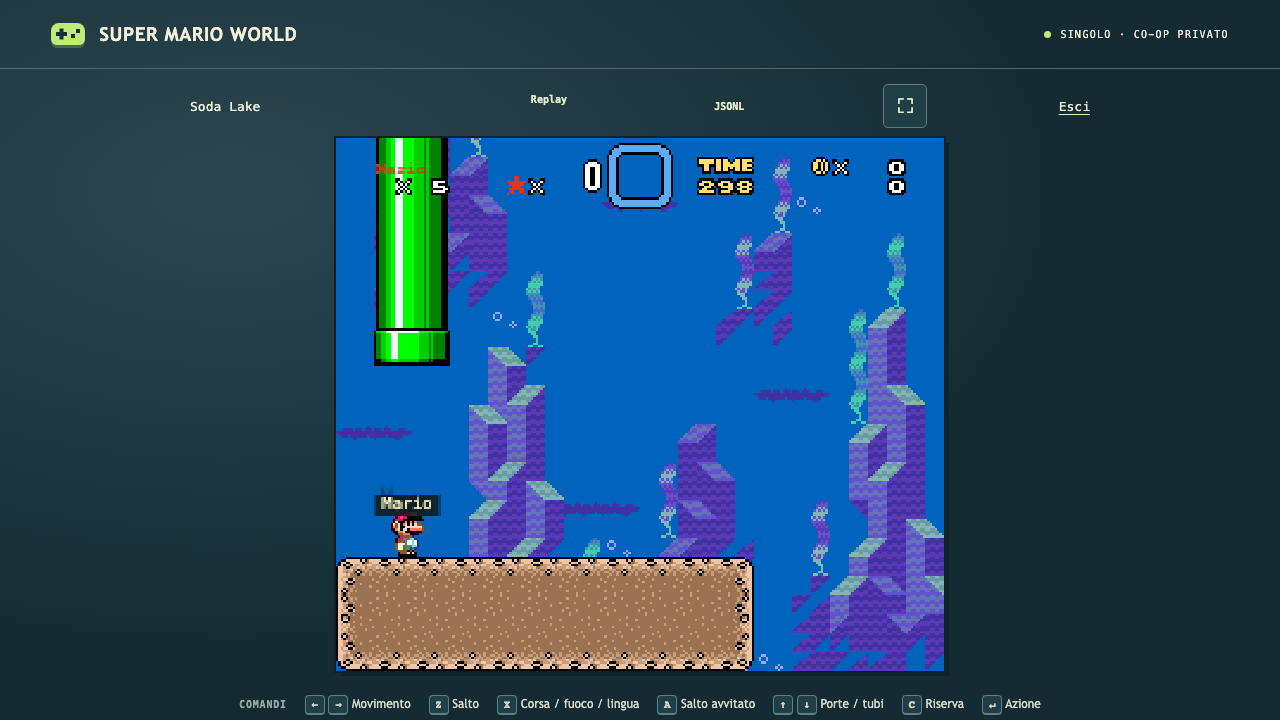 SUPER MARIO WORLD
SINGOLO · CO-OP PRIVATO
Soda Lake
Replay
JSONL
Esci
Mario
x 5
x
0
TIME
298
x
0
0
Mario
COMANDI
← → Movimento
Z Salto
X Corsa / fuoco / lingua
A Salto avvitato
↑ ↓ Porte / tubi
C Riserva
↵ Azione